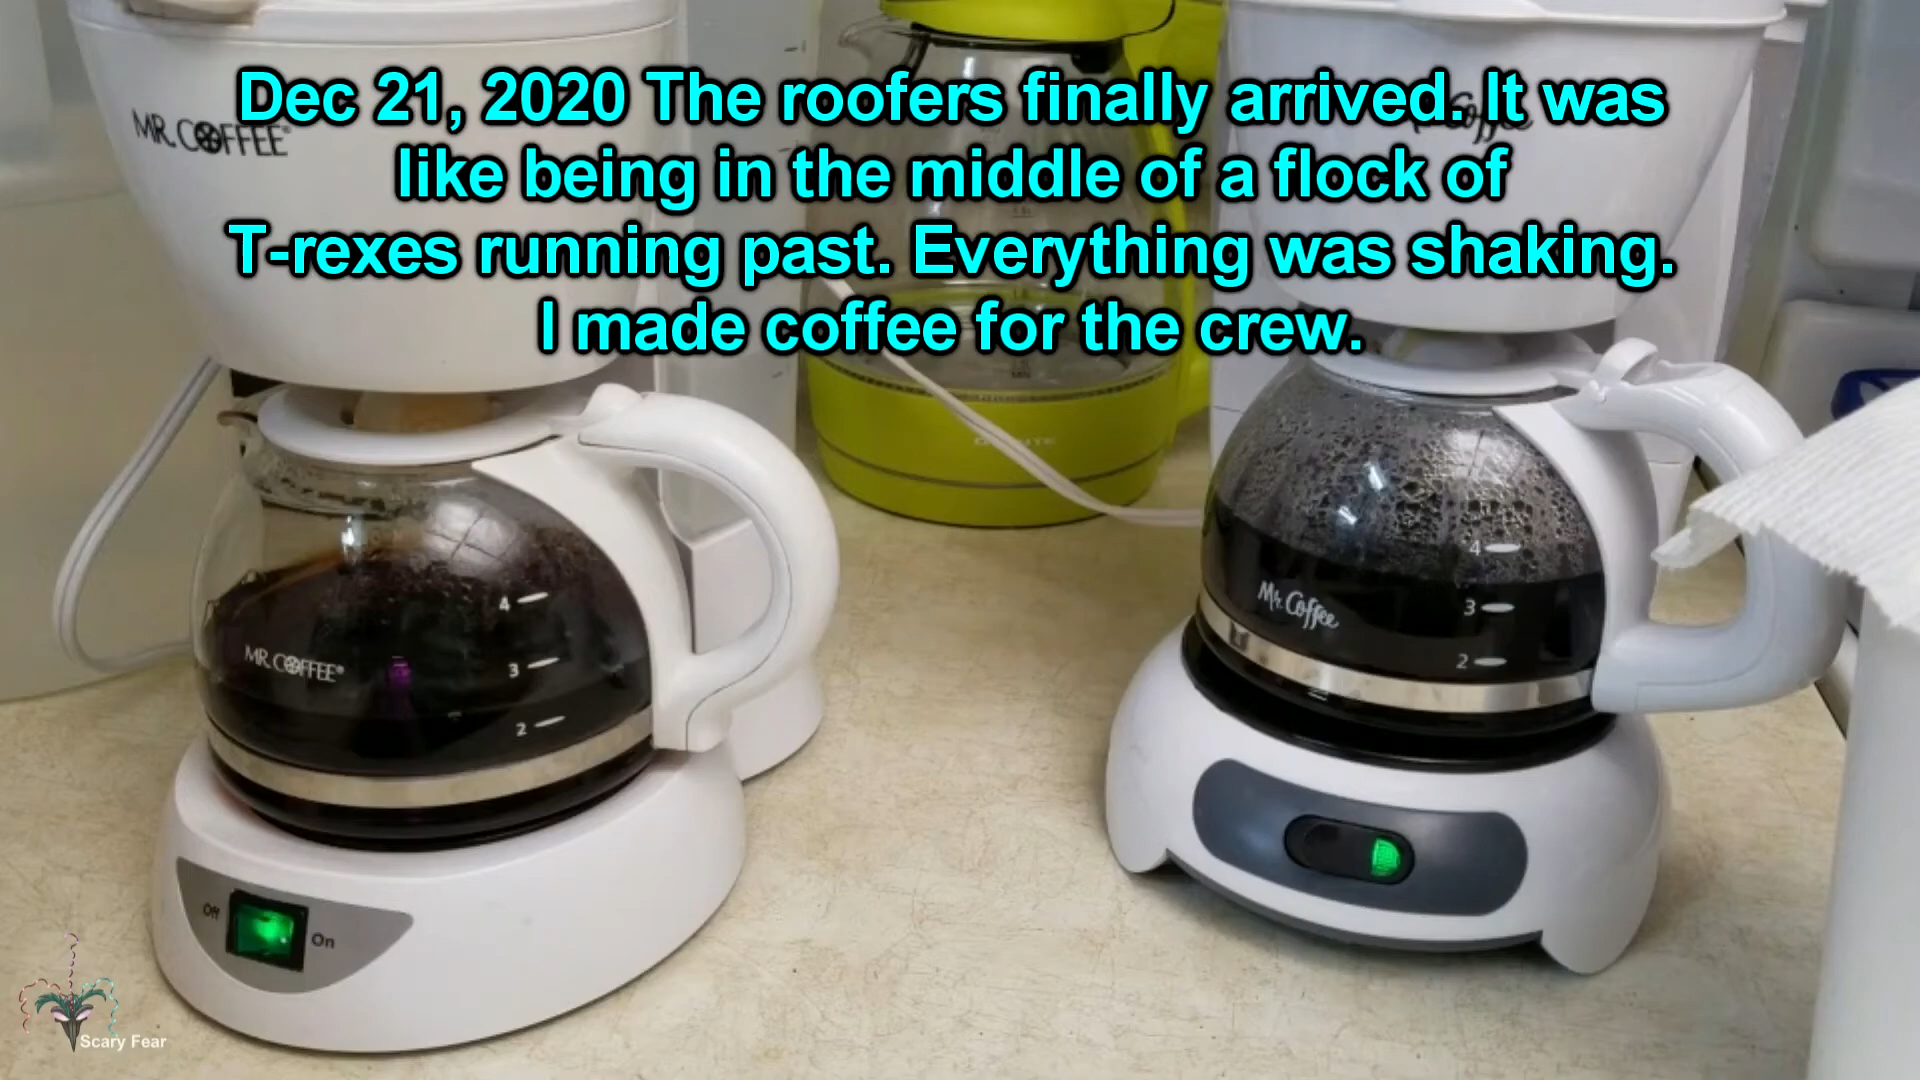 Dec 21, 2020 The roofers finally arrived. It was
like being in the middle of a flock of
T-rexes running past. Everything was shaking.
I made coffee for the crew.
MR. COFFEE®
Mr. Coffee
4
3
2
MR. COFFEE®
4
3
2
Mr. Coffee
Off
On
Scary Fear